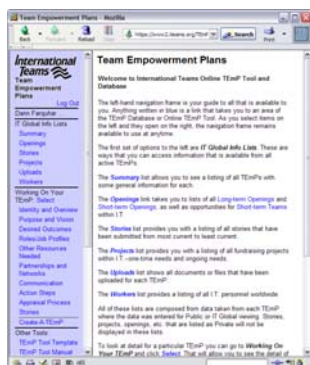 Team Empowerment Plans - Mozilla
Back
Reload
https://www2.iteams.org/TEmP
Search
Print
International
Teams
Team
Empowerment
Plans
Log Out
Dann Farquhar
IT Global Info Lists
Summary
Openings
Stories
Projects
Uploads
Workers
Working On Your
TEmP: Select
Identity and Overview
Purpose and Vision
Desired Outcomes
Roles/Job Profiles
Other Resources
Needed
Partnerships and
Networks
Communication
Action Steps
Appraisal Process
Stories
Create-A-TEmP
Other Tools
TEmP Tool Template
TEmP Tool Manual
Team Empowerment Plans
Welcome to International Teams Online TEmP Tool and
Database
The left-hand navigation frame is your guide to all that is available to
you. Anything written in blue is a link that takes you to an area of
the TEmP Database or Online TEmP Tool. As you select items on
the left and they open on the right, the navigation frame remains
available to use at anytime.
The first set of options to the left are IT Global Info Lists. These are
ways that you can access information that is available from all
active TEmPs.
The Summary link allows you to see a listing of all TEmPs with
some general information for each.
The Openings link takes you to lists of all Long-term Openings and
Short-term Openings, as well as opportunities for Short-term Teams
within I.T.
The Stories list provides you with a listing of all stories that have
been submitted from most current to least current.
The Projects list provides you with a listing of all fundraising projects
within I.T. -one-time needs and ongoing needs.
The Uploads list shows all documents or files that have been
uploaded for each TEmP.
The Workers list provides a listing of all I.T. personnel worldwide.
All of these lists are composed from data taken from each TEmP
where the data was entered for Public or IT Global viewing. Stories,
projects, openings, etc. that are listed as Private will not be
displayed in these lists.
To look at detail for a particular TEmP you can go to Working On
Your TEmP and click Select. That will allow you to see the detail of